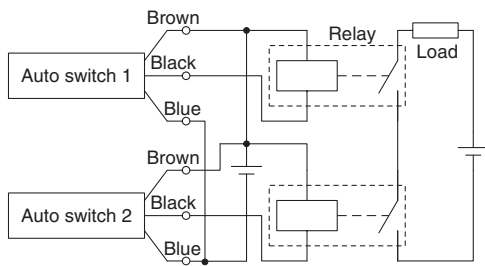 Brown
Relay
Load
Auto switch 1
Black
Blue
Brown
Auto switch 2
Black
Blue